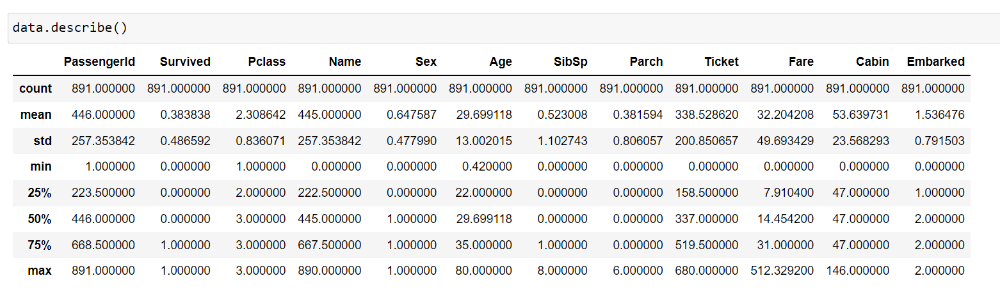 data.describe()
PassengerId Survived Pclass Name Sex Age SibSp Parch Ticket Fare Cabin Embarked
count 891.000000 891.000000 891.000000 891.000000 891.000000 891.000000 891.000000 891.000000 891.000000 891.000000 891.000000 891.000000
mean 446.000000 0.383838 2.308642 445.000000 0.647587 29.699118 0.523008 0.381594 338.528620 32.204208 53.639731 1.536476
std 257.353842 0.486592 0.836071 257.353842 0.477990 13.002015 1.102743 0.806057 200.850657 49.693429 23.568293 0.791503
min 1.000000 0.000000 1.000000 0.000000 0.000000 0.420000 0.000000 0.000000 0.000000 0.000000 0.000000 0.000000
25% 223.500000 0.000000 2.000000 222.500000 0.000000 22.000000 0.000000 0.000000 158.500000 7.910400 47.000000 1.000000
50% 446.000000 0.000000 3.000000 445.000000 1.000000 29.699118 0.000000 0.000000 337.000000 14.454200 47.000000 2.000000
75% 668.500000 1.000000 3.000000 667.500000 1.000000 35.000000 1.000000 0.000000 519.500000 31.000000 47.000000 2.000000
max 891.000000 1.000000 3.000000 890.000000 1.000000 80.000000 8.000000 6.000000 680.000000 512.329200 146.000000 2.000000